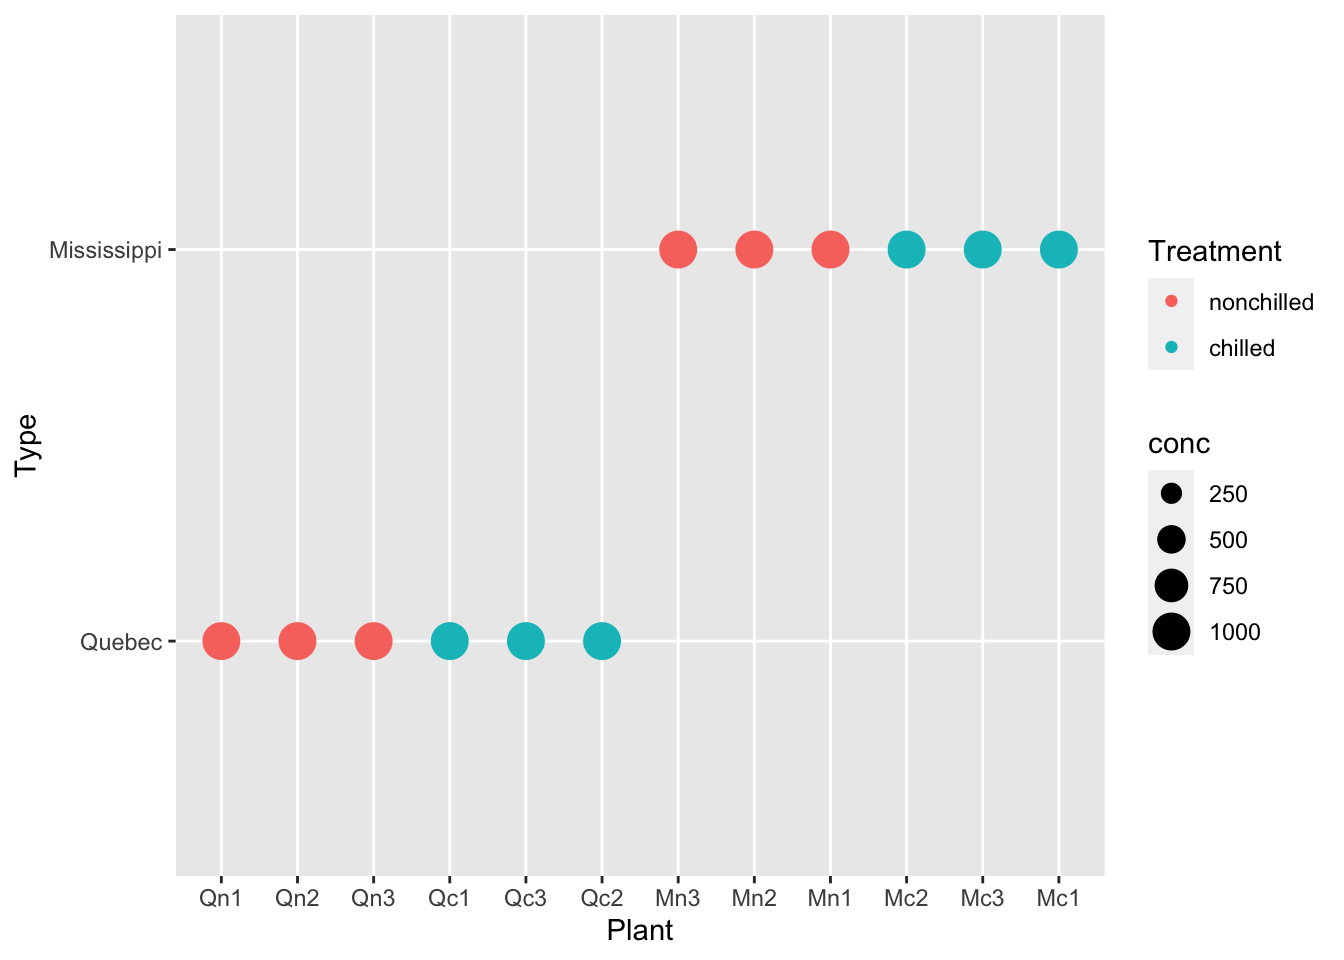 Mississippi
Quebec
Type
Qn1 Qn2 Qn3 Qc1 Qc3 Qc2 Mn3 Mn2 Mn1 Mc2 Mc3 Mc1
Plant
Treatment
nonchilled
chilled
conc
250
500
750
1000